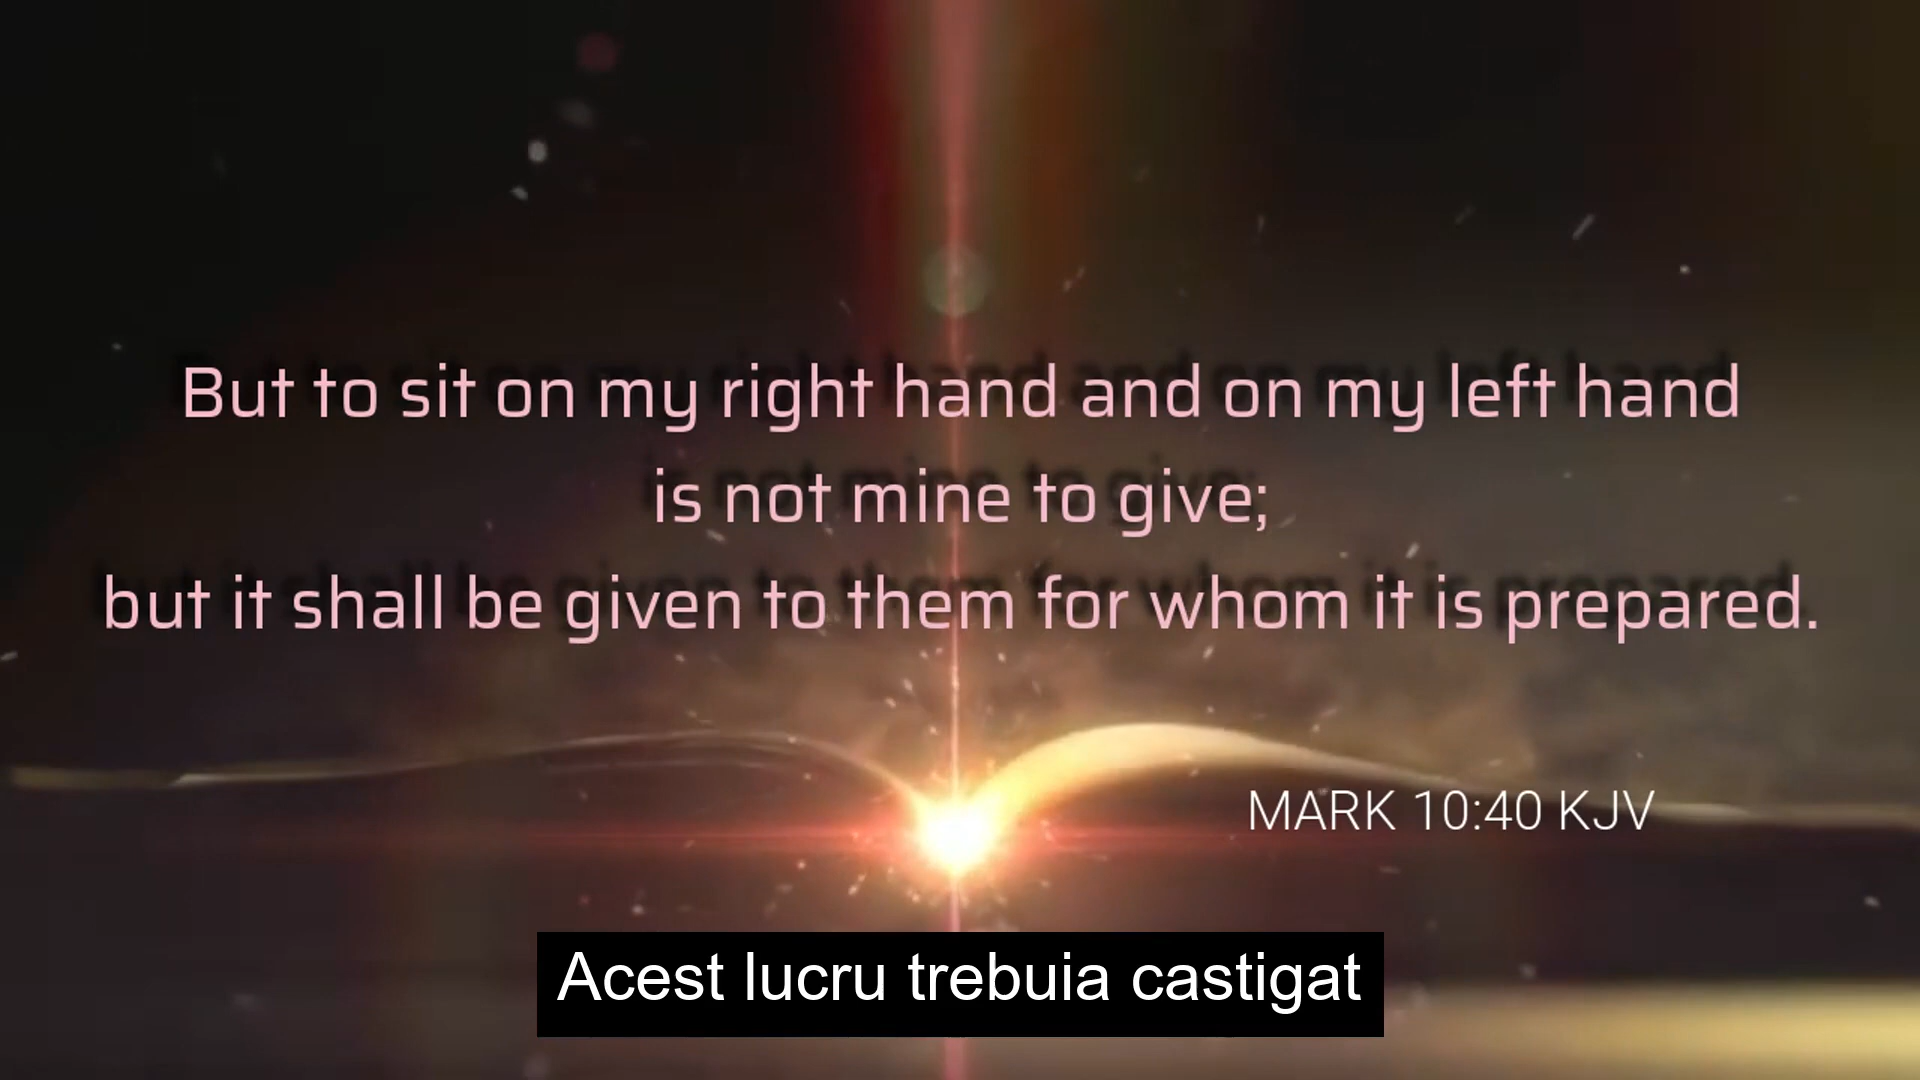 But to sit on my right hand and on my left hand
is not mine to give;
but it shall be given to them for whom it is prepared.
MARK 10:40 KJV
Acest lucru trebuia castigat